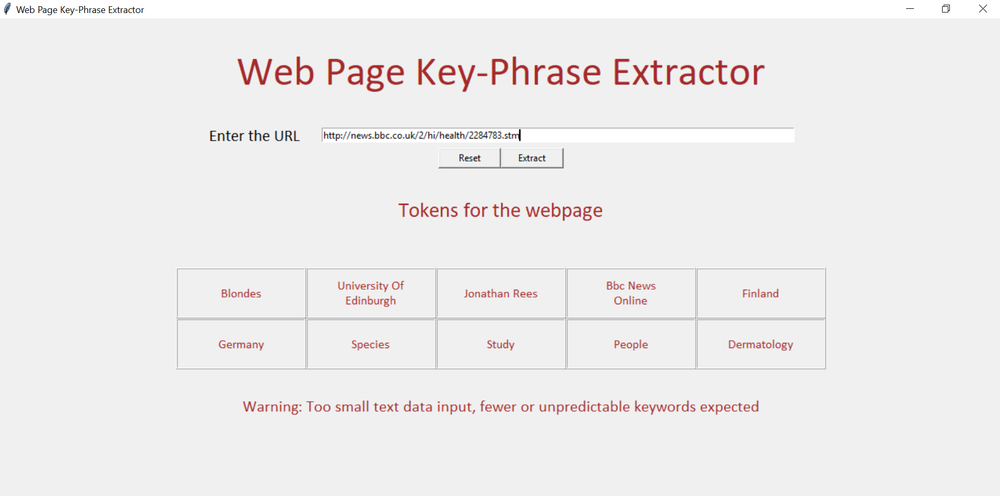 Web Page Key-Phrase Extractor
Web Page Key-Phrase Extractor
Enter the URL
http://news.bbc.co.uk/2/hi/health/2284783.stm
Reset
Extract
Tokens for the webpage
Blondes
University Of
Edinburgh
Jonathan Rees
Bbc News
Online
Finland
Germany
Species
Study
People
Dermatology
Warning: Too small text data input, fewer or unpredictable keywords expected